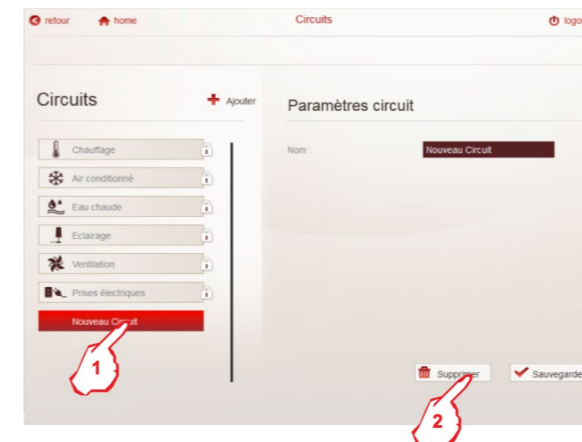 retour home Circuits logo
Circuits Ajouter
Paramètres circuit
Chauffage
Nom : Nouveau Circuit
Air conditionné
Eau chaude
Eclairage
Ventilation
Prises électriques
Nouveau Circuit
1
Supprimer Sauvegarde
2